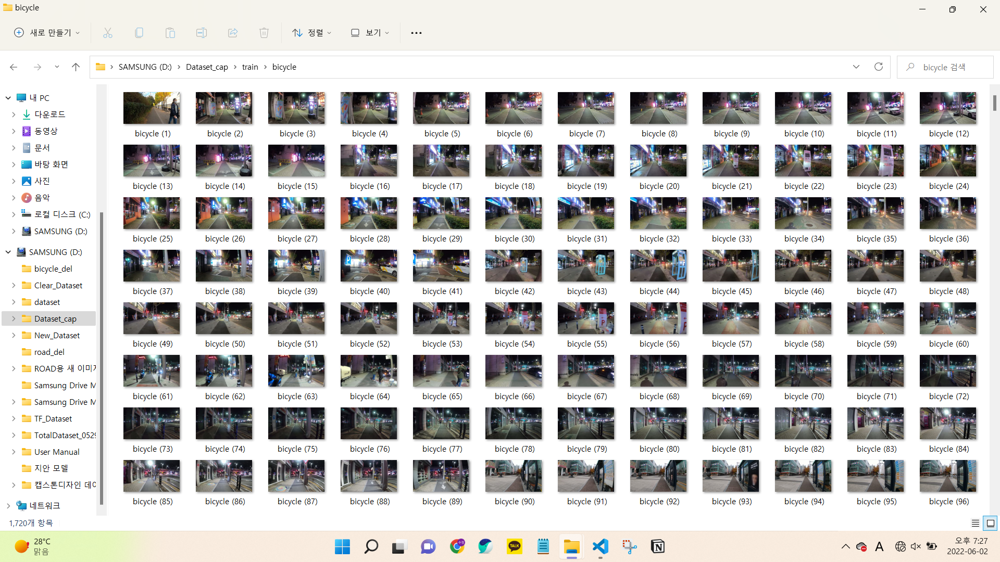 bicycle
새로 만들기
정렬
보기
SAMSUNG (D:) > Dataset_cap > train > bicycle
bicycle 검색
내 PC
다운로드
동영상
문서
바탕 화면
사진
음악
로컬 디스크 (C:)
SAMSUNG (D:)
SAMSUNG (D:)
bicycle_del
Clear_Dataset
dataset
Dataset_cap
New_Dataset
road_del
ROAD용 새 이미지
Samsung Drive M
Samsung Drive M
TF_Dataset
TotalDataset_0529
User Manual
지안 모델
캡스톤디자인 데이
네트워크
bicycle (1) bicycle (2) bicycle (3) bicycle (4) bicycle (5) bicycle (6) bicycle (7) bicycle (8) bicycle (9) bicycle (10) bicycle (11) bicycle (12)
bicycle (13) bicycle (14) bicycle (15) bicycle (16) bicycle (17) bicycle (18) bicycle (19) bicycle (20) bicycle (21) bicycle (22) bicycle (23) bicycle (24)
bicycle (25) bicycle (26) bicycle (27) bicycle (28) bicycle (29) bicycle (30) bicycle (31) bicycle (32) bicycle (33) bicycle (34) bicycle (35) bicycle (36)
bicycle (37) bicycle (38) bicycle (39) bicycle (40) bicycle (41) bicycle (42) bicycle (43) bicycle (44) bicycle (45) bicycle (46) bicycle (47) bicycle (48)
bicycle (49) bicycle (50) bicycle (51) bicycle (52) bicycle (53) bicycle (54) bicycle (55) bicycle (56) bicycle (57) bicycle (58) bicycle (59) bicycle (60)
bicycle (61) bicycle (62) bicycle (63) bicycle (64) bicycle (65) bicycle (66) bicycle (67) bicycle (68) bicycle (69) bicycle (70) bicycle (71) bicycle (72)
bicycle (73) bicycle (74) bicycle (75) bicycle (76) bicycle (77) bicycle (78) bicycle (79) bicycle (80) bicycle (81) bicycle (82) bicycle (83) bicycle (84)
bicycle (85) bicycle (86) bicycle (87) bicycle (88) bicycle (89) bicycle (90) bicycle (91) bicycle (92) bicycle (93) bicycle (94) bicycle (95) bicycle (96)
1,720개 항목
28°C
맑음
수정
TALK
N
A
오후 7:27
2022-06-02